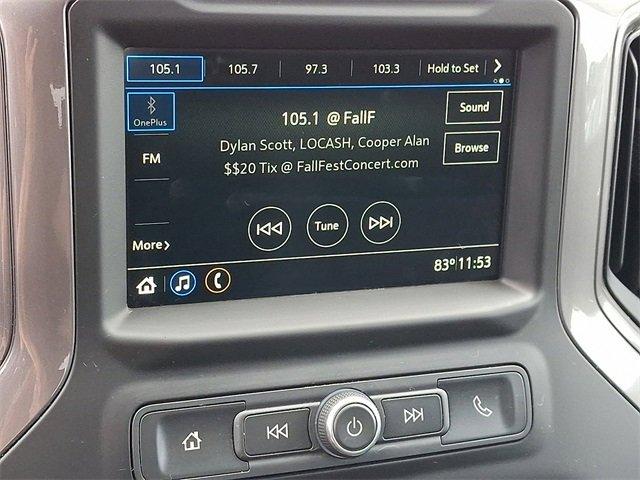 105.1 105.7 97.3 103.3 Hold to Set
OnePlus
105.1 @ FallF
Sound
Dylan Scott, LOCASH, Cooper Alan
Browse
FM
$$20 Tix @ FallFestConcert.com
Tune
More
83° 11:53